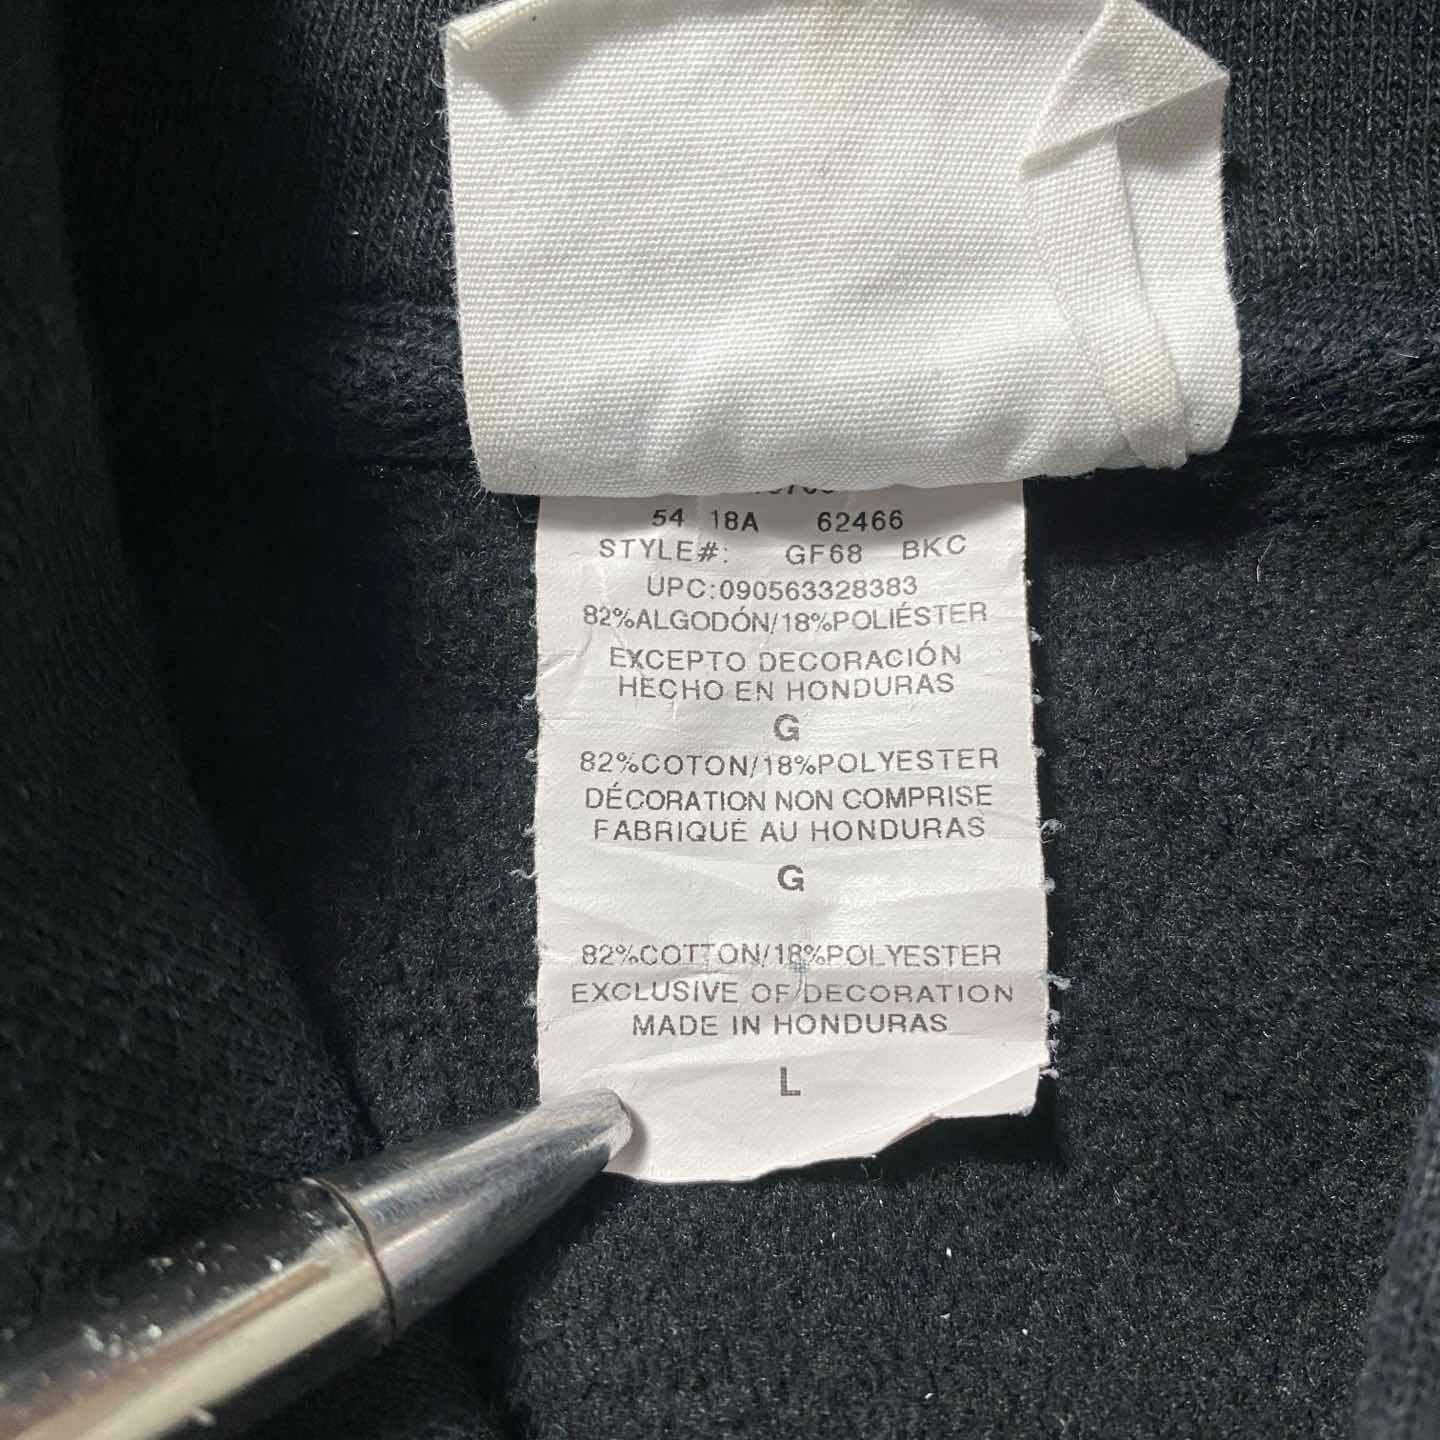 54 18A 62466
STYLE#: GF68 BKC
UPC:090563328383
82%ALGODÓN/18%POLIÉSTER
EXCEPTO DECORACIÓN
HECHO EN HONDURAS
G
82%COTON/18%POLYESTER
DÉCORATION NON COMPRISE
FABRIQUÉ AU HONDURAS
G
82%COTTON/18%POLYESTER
EXCLUSIVE OF DECORATION
MADE IN HONDURAS
L